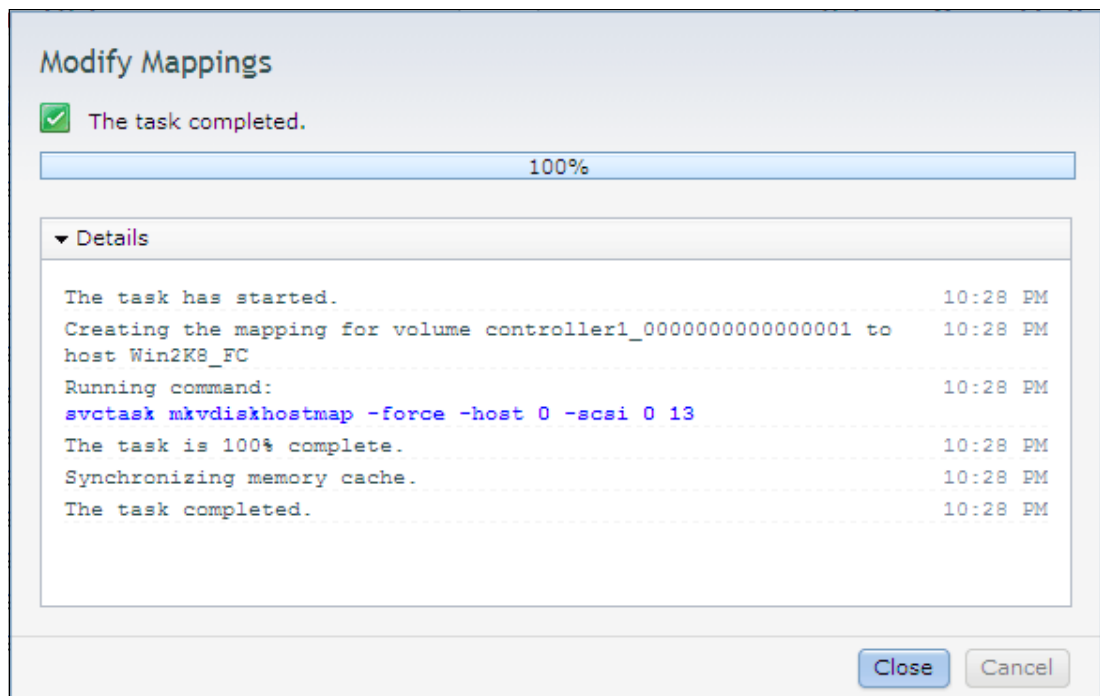 Modify Mappings
The task completed.
100%
Details
The task has started. 10:28 PM
Creating the mapping for volume controller1_0000000000000001 to 10:28 PM
host Win2K8_FC
Running command: 10:28 PM
svctask mkvdiskhostmap -force -host 0 -scsi 0 13
The task is 100% complete. 10:28 PM
Synchronizing memory cache. 10:28 PM
The task completed. 10:28 PM
Close Cancel